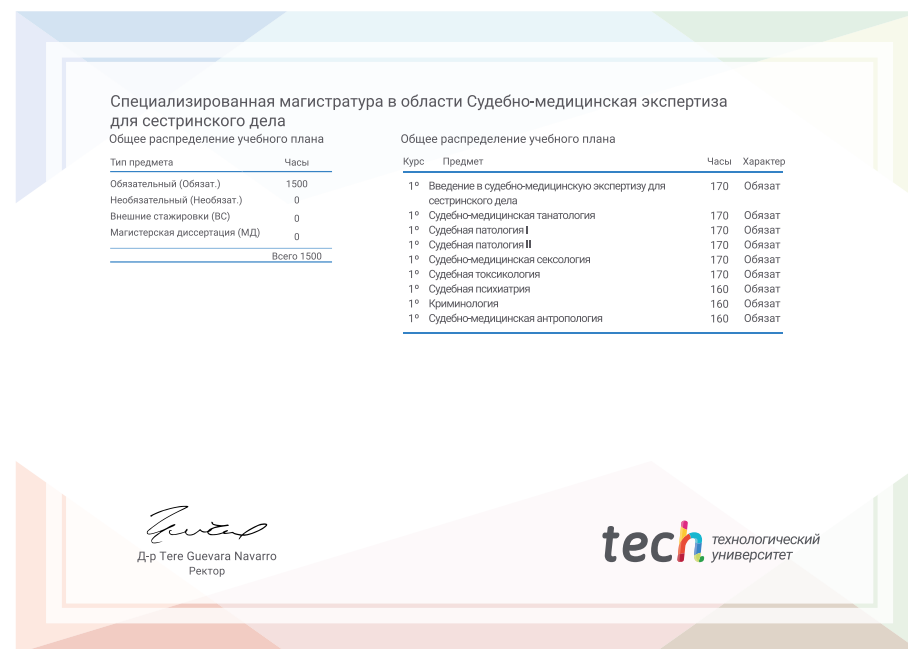 Специализированная магистратура в области Судебно-медицинская экспертиза
для сестринского дела
Общее распределение учебного плана
Тип предмета Часы
Обязательный (Обязат.) 1500
Необязательный (Необязат.) 0
Внешние стажировки (ВС) 0
Магистерская диссертация (МД) 0
Всего 1500
Общее распределение учебного плана
Курс Предмет Часы Характер
1º Введение в судебно-медицинскую экспертизу для 170 Обязат
сестринского дела
1º Судебно-медицинская танатология 170 Обязат
1º Судебная патология I 170 Обязат
1º Судебная патология II 170 Обязат
1º Судебно-медицинская сексология 170 Обязат
1º Судебная токсикология 170 Обязат
1º Судебная психиатрия 160 Обязат
1º Криминология 160 Обязат
1º Судебно-медицинская антропология 160 Обязат
Д-р Tere Guevara Navarro
Ректор
tech технологический
университет